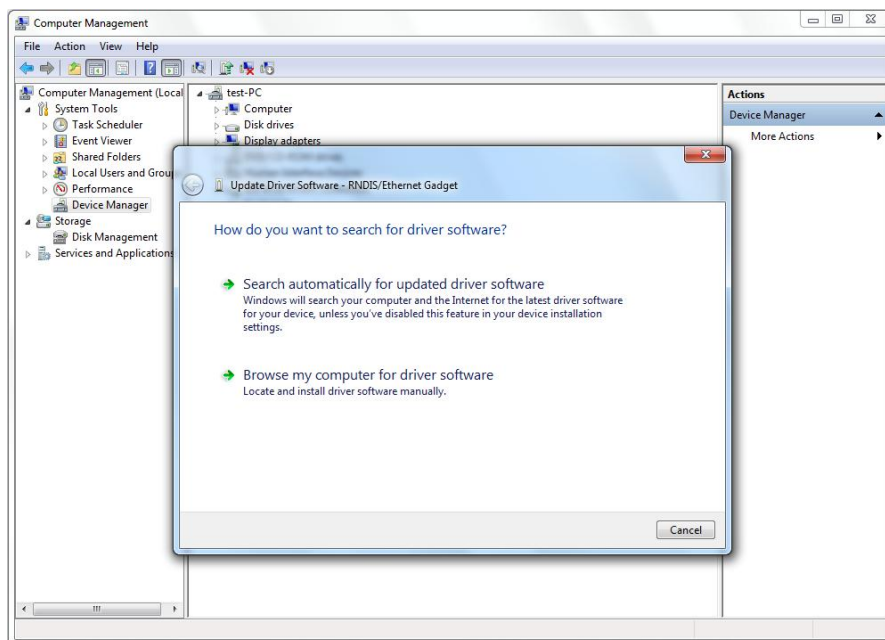 Computer Management
File Action View Help
Computer Management (Local
System Tools
Task Scheduler
Event Viewer
Shared Folders
Local Users and Grou
Performance
Device Manager
Storage
Disk Management
Services and Applications
test-PC
Computer
Disk drives
Display adapters
Actions
Device Manager
More Actions
Update Driver Software - RNDIS/Ethernet Gadget
How do you want to search for driver software?
Search automatically for updated driver software
Windows will search your computer and the Internet for the latest driver software
for your device, unless you've disabled this feature in your device installation
settings.
Browse my computer for driver software
Locate and install driver software manually.
Cancel